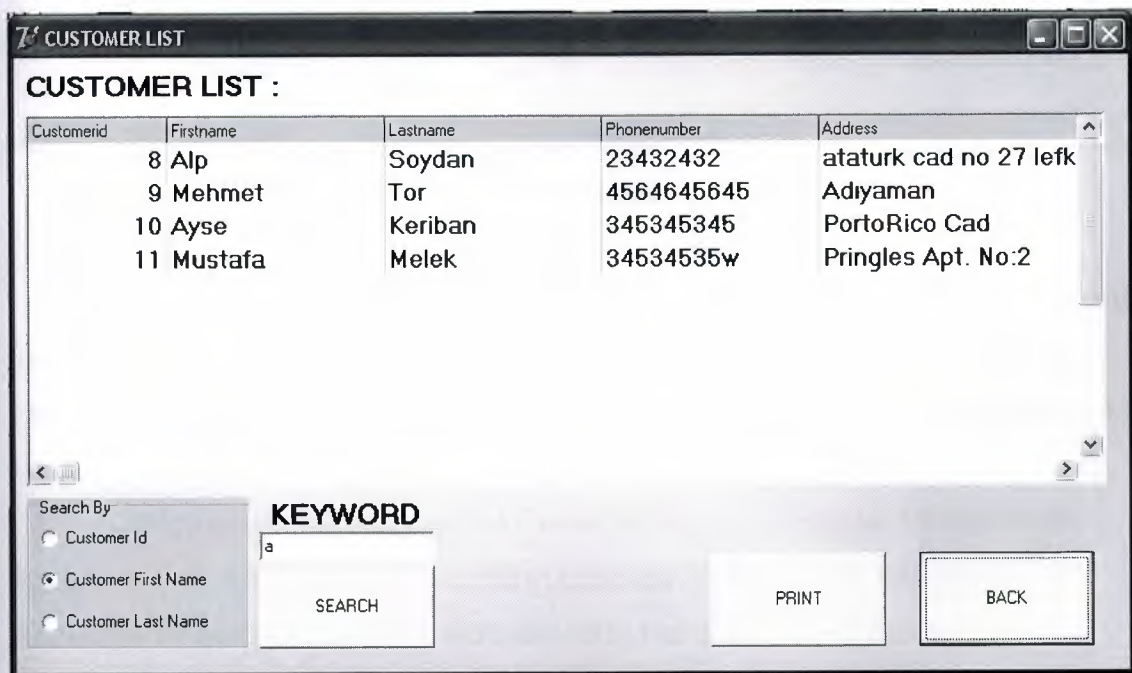 CUSTOMER LIST
CUSTOMER LIST :
Customerid Firstname Lastname Phonenumber Address
8 Alp Soydan 23432432 ataturk cad no 27 lefk
9 Mehmet Tor 4564645645 Adıyaman
10 Ayse Keriban 345345345 PortoRico Cad
11 Mustafa Melek 34534535w Pringles Apt. No:2
Search By
Customer Id
Customer First Name
Customer Last Name
KEYWORD
a
SEARCH
PRINT
BACK